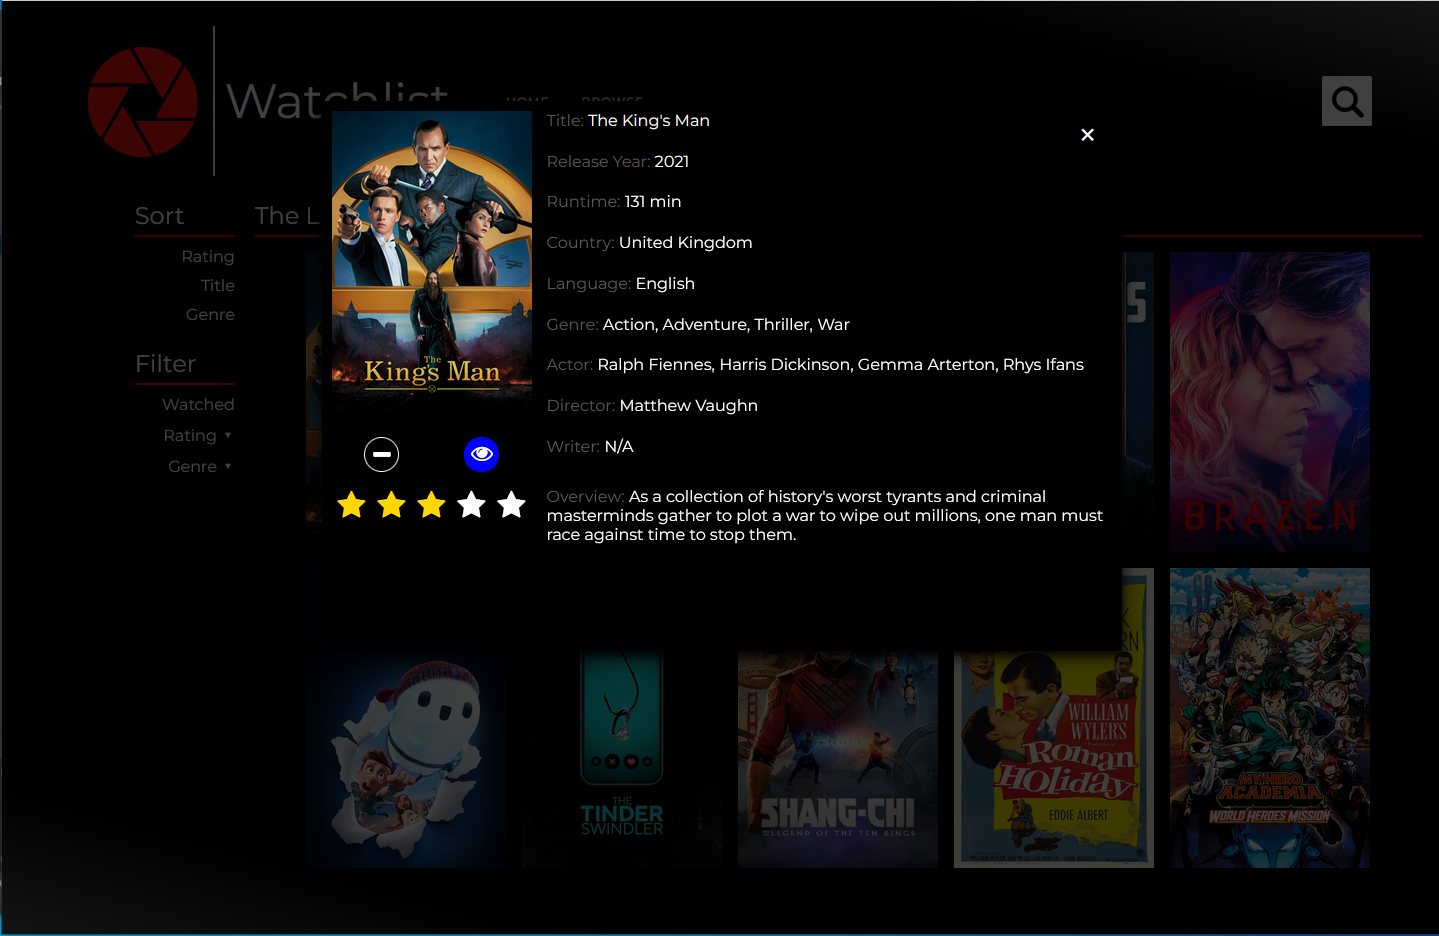 Watchlist
HOME BROWSE
Sort
Rating
Title
Genre
Filter
Watched
Rating ▾
Genre ▾
The L
The
King's Man
Title: The King's Man
Release Year: 2021
Runtime: 131 min
Country: United Kingdom
Language: English
Genre: Action, Adventure, Thriller, War
Actor: Ralph Fiennes, Harris Dickinson, Gemma Arterton, Rhys Ifans
Director: Matthew Vaughn
Writer: N/A
Overview: As a collection of history's worst tyrants and criminal
masterminds gather to plot a war to wipe out millions, one man must
race against time to stop them.
×
S
BRAZEN
THE
TINDER
SWINDLER
SHANG-CHI
AND THE LEGEND OF THE TEN RINGS
WILLIAM
WYLER'S
Roman
Holiday
EDDIE ALBERT
MY HERO
ACADEMIA
WORLD HEROES' MISSION